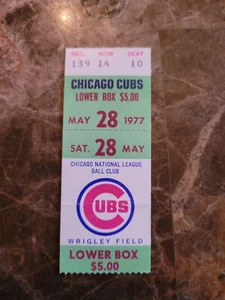 SEC. ROW SEAT
139 14 10
CHICAGO CUBS
LOWER BOX $5.00
MAY 28 1977
SAT. 28 MAY
CHICAGO NATIONAL LEAGUE
BALL CLUB
CUBS
WRIGLEY FIELD
LOWER BOX
$5.00